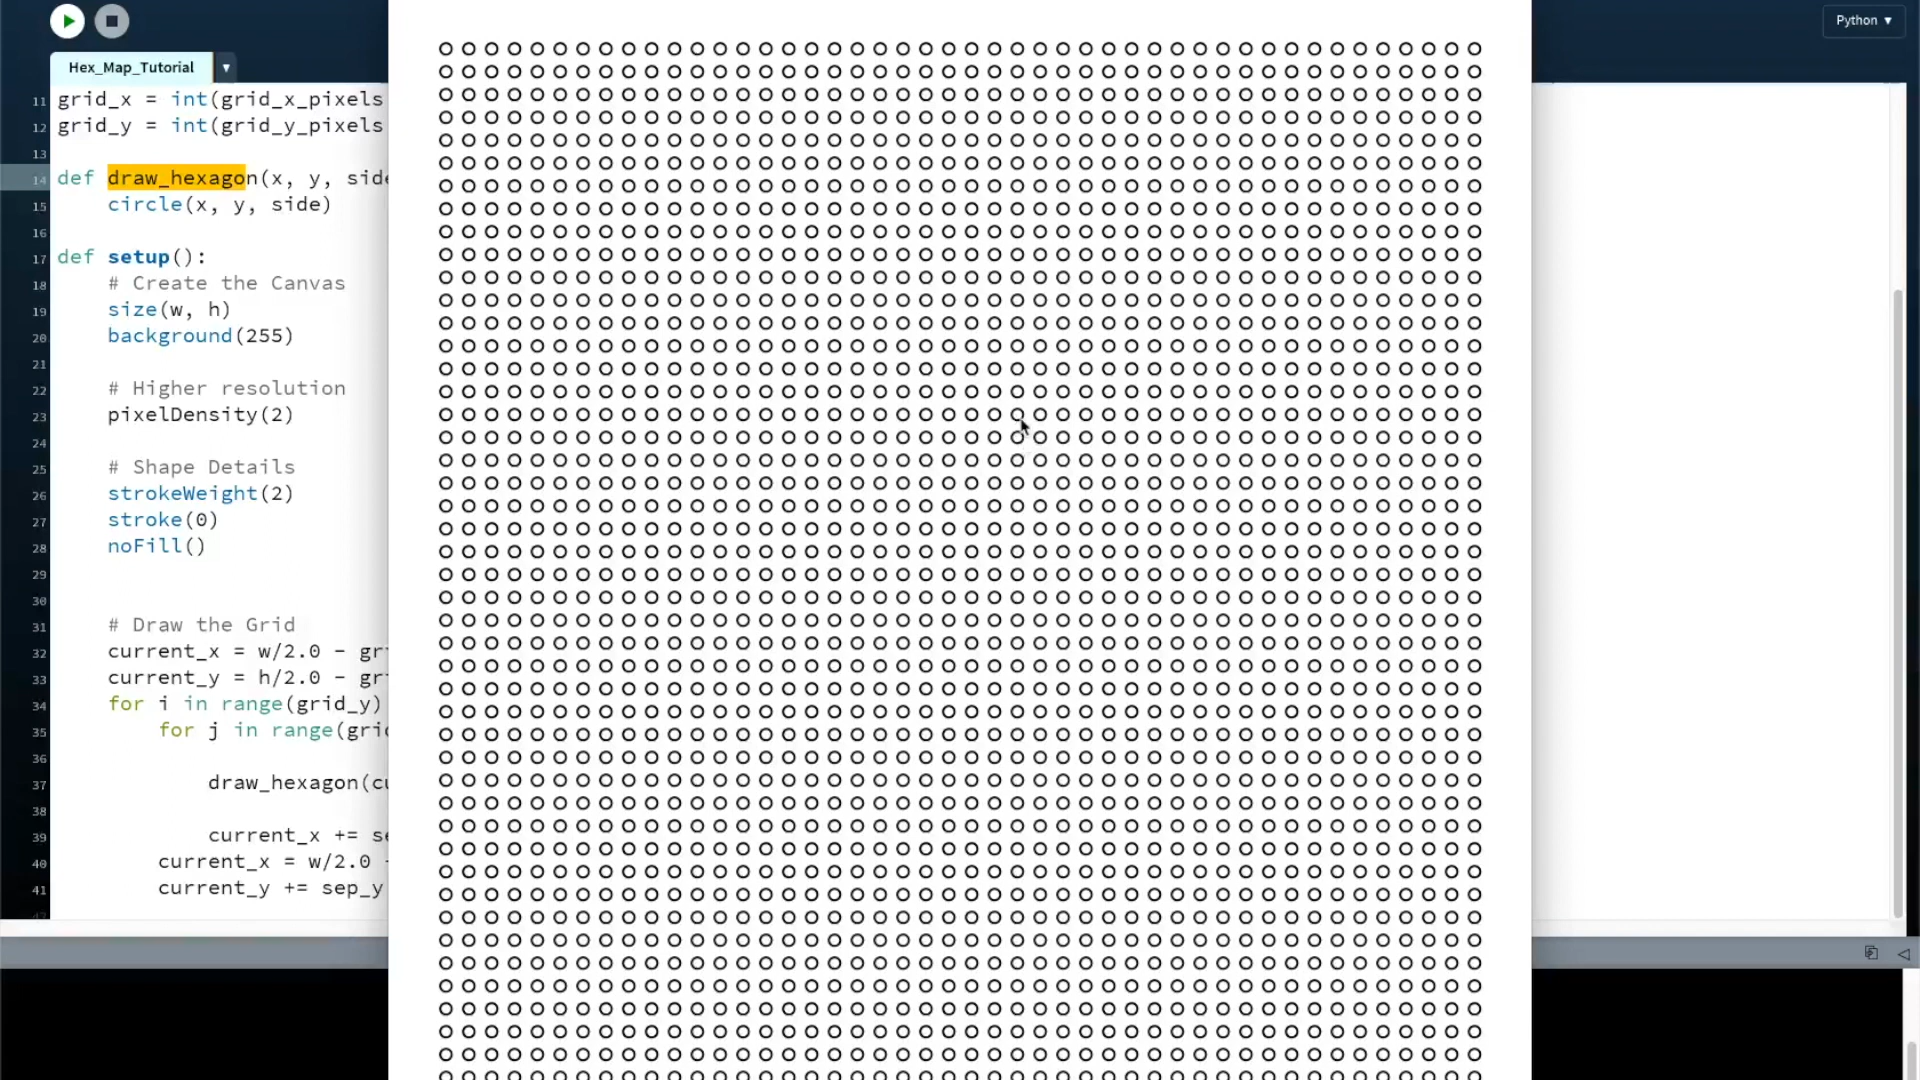 Python ▼
Hex_Map_Tutorial ▼
11 grid_x = int(grid_x_pixels
12 grid_y = int(grid_y_pixels
13
14 def draw_hexagon(x, y, side
15 circle(x, y, side)
16
17 def setup():
18 # Create the Canvas
19 size(w, h)
20 background(255)
21
22 # Higher resolution
23 pixelDensity(2)
24
25 # Shape Details
26 strokeWeight(2)
27 stroke(0)
28 noFill()
29
30
31 # Draw the Grid
32 current_x = w/2.0 - gr
33 current_y = h/2.0 - gr
34 for i in range(grid_y)
35 for j in range(gri
36
37 draw_hexagon(cu
38
39 current_x += se
40 current_x = w/2.0 -
41 current_y += sep_y